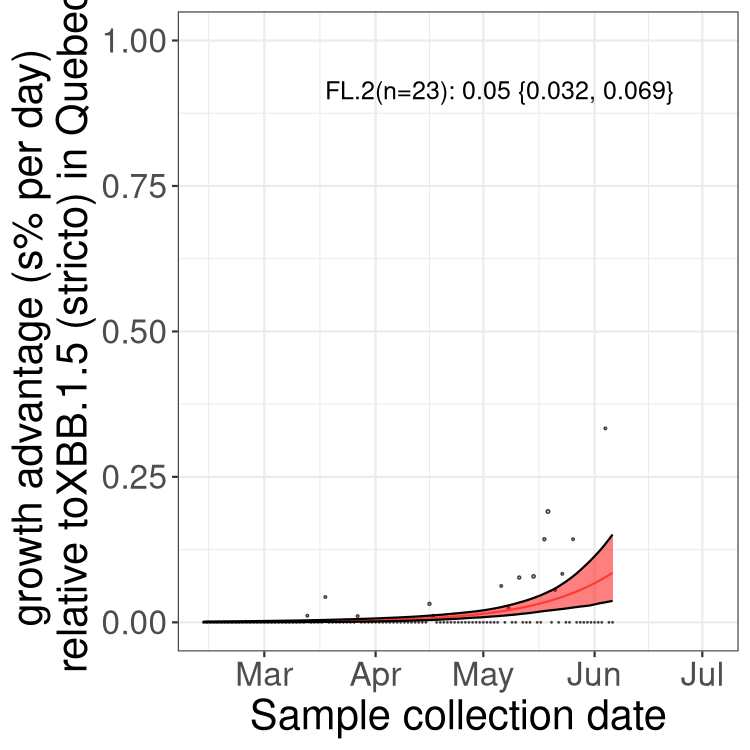 growth advantage (s% per day)
relative toXBB.1.5 (stricto) in Quebec
1.00
FL.2(n=23): 0.05 {0.032, 0.069}
0.75
0.50
0.25
0.00
Mar Apr May Jun Jul
Sample collection date